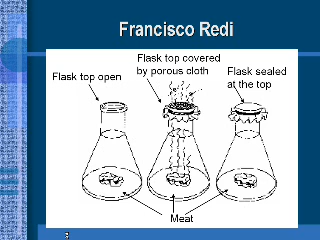 Francisco Redi
Flask top open
Flask top covered
by porous cloth
Flask sealed
at the top
Meat